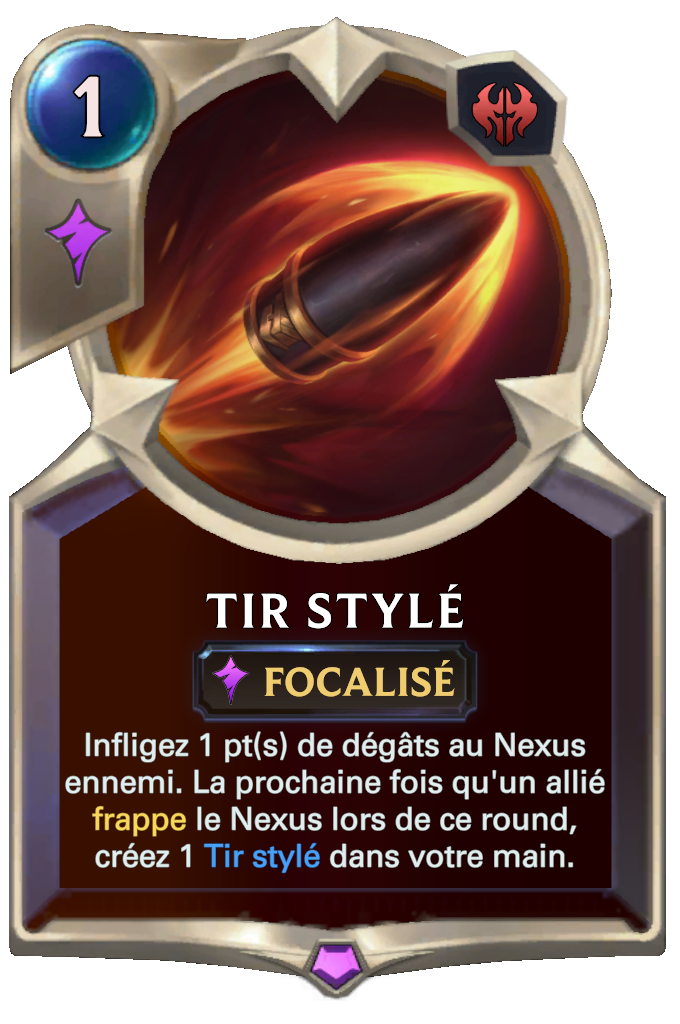 1
TIR STYLÉ
FOCALISÉ
Infligez 1 pt(s) de dégâts au Nexus
ennemi. La prochaine fois qu'un allié
frappe le Nexus lors de ce round,
créez 1 Tir stylé dans votre main.